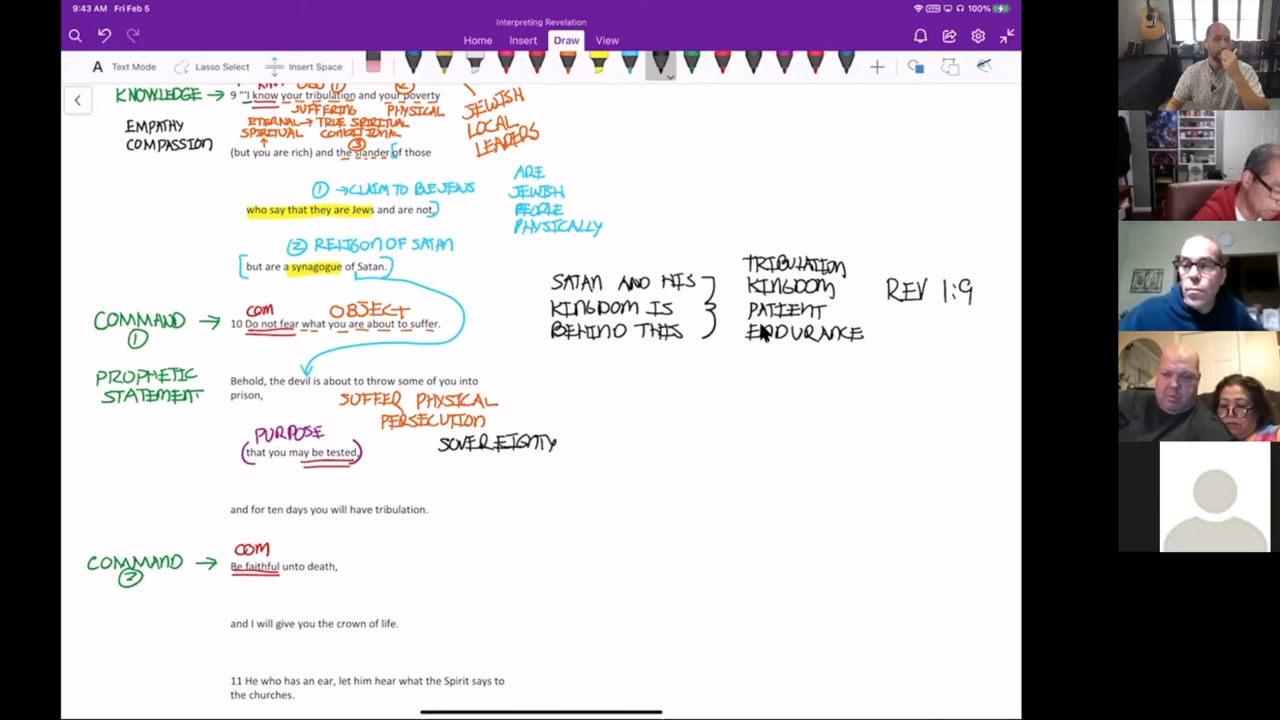 9:43 AM Fri Feb 5
100%
Interpreting Revelation
Home Insert Draw View
Text Mode Lasso Select Insert Space
KNOWLEDGE → 9 “‘I know your tribulation and your poverty
SUFFERING PHYSICAL
ETERNAL → TRUE SPIRITUAL
SPIRITUAL CONDITIONAL
EMPATHY
COMPASSION
JEWISH
LOCAL
LEADERS
3
(but you are rich) and the slander of those
1 → CLAIM TO BE JEWS
ARE
JEWISH
PEOPLE
PHYSICALLY
who say that they are Jews and are not,
2 RELIGION OF SATAN
but are a synagogue of Satan.
SATAN AND HIS
KINGDOM IS
BEHIND THIS
TRIBULATION
KINGDOM
PATIENT
ENDURANCE
REV 1:9
COM OBJECT
COMMAND →
1
10 Do not fear what you are about to suffer.
PROPHETIC
STATEMENT
Behold, the devil is about to throw some of you into
prison,
SUFFER PHYSICAL
PERSECUTION
PURPOSE
SOVEREIGNTY
(that you may be tested,)
and for ten days you will have tribulation.
COM
COMMAND →
2
Be faithful unto death,
and I will give you the crown of life.
11 He who has an ear, let him hear what the Spirit says to
the churches.